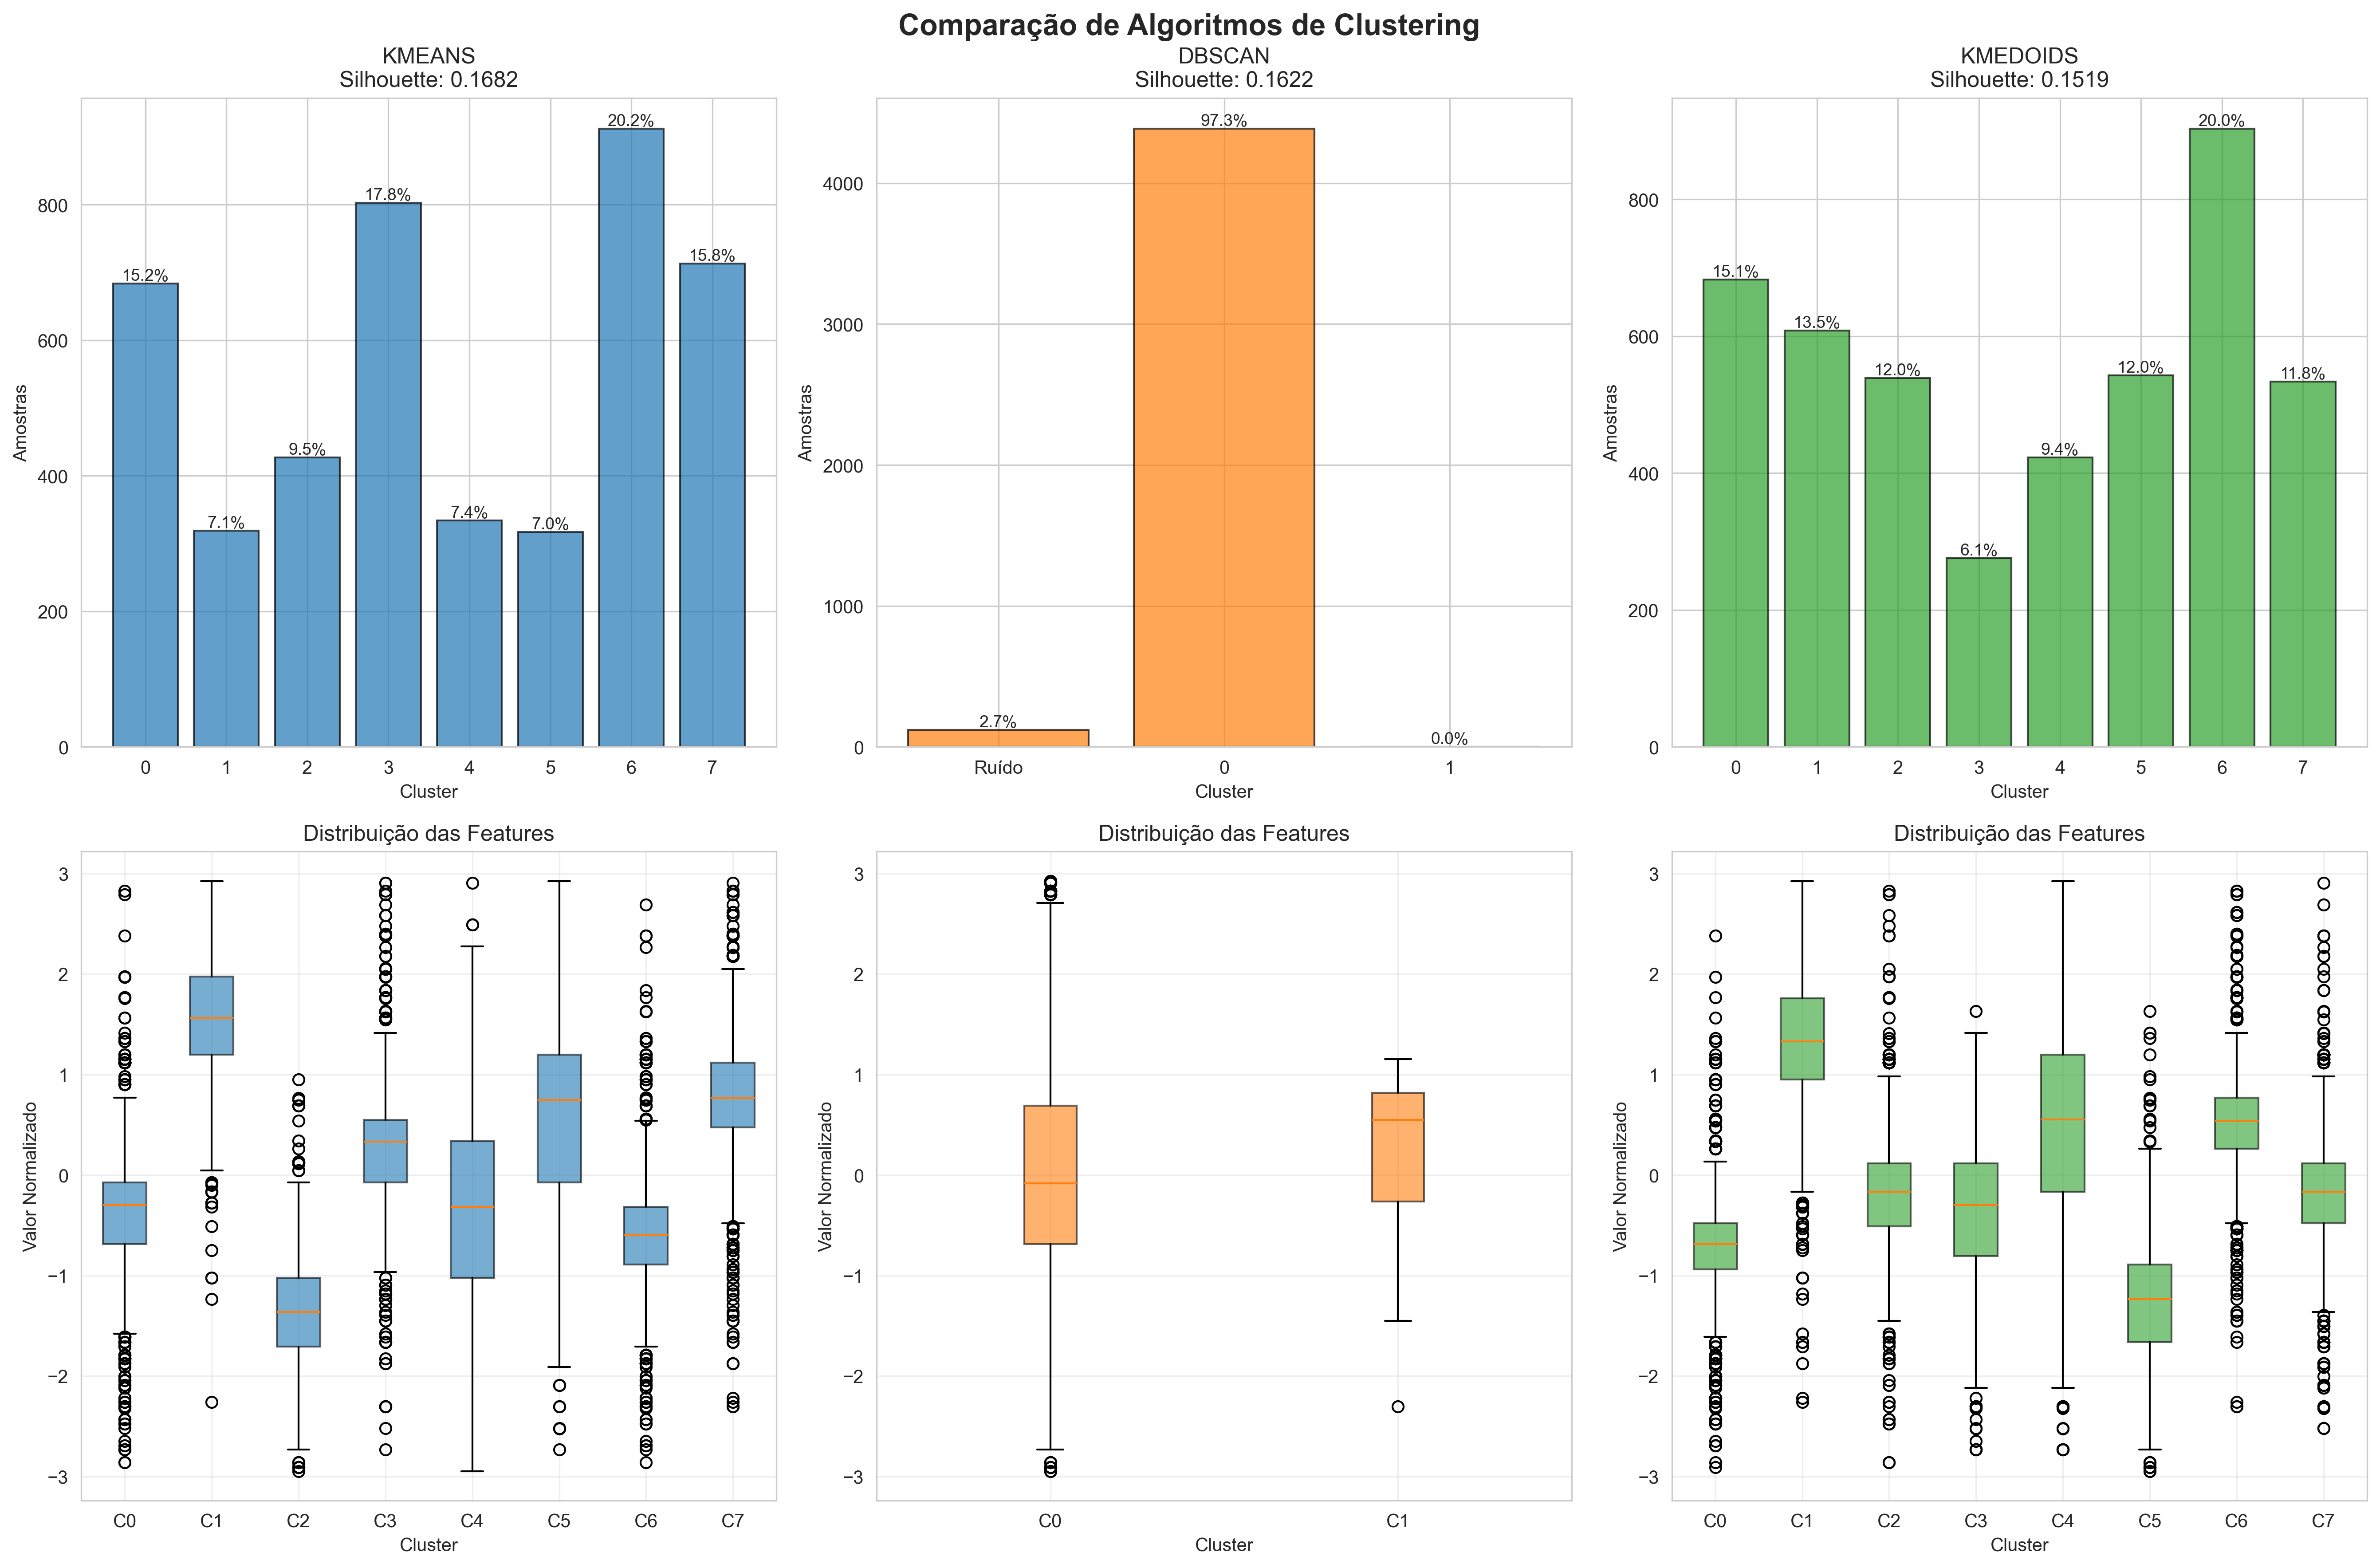 Comparação de Algoritmos de Clustering
KMEANS
Silhouette: 0.1682
Amostras
800
600
400
200
0
15.2%
7.1%
9.5%
17.8%
7.4%
7.0%
20.2%
15.8%
0 1 2 3 4 5 6 7
Cluster
DBSCAN
Silhouette: 0.1622
Amostras
4000
3000
2000
1000
0
2.7%
97.3%
0.0%
Ruído 0 1
Cluster
KMEDOIDS
Silhouette: 0.1519
Amostras
800
600
400
200
0
15.1%
13.5%
12.0%
6.1%
9.4%
12.0%
20.0%
11.8%
0 1 2 3 4 5 6 7
Cluster
Distribuição das Features
Valor Normalizado
3
2
1
0
−1
−2
−3
C0 C1 C2 C3 C4 C5 C6 C7
Cluster
Distribuição das Features
Valor Normalizado
3
2
1
0
−1
−2
−3
C0 C1
Cluster
Distribuição das Features
Valor Normalizado
3
2
1
0
−1
−2
−3
C0 C1 C2 C3 C4 C5 C6 C7
Cluster